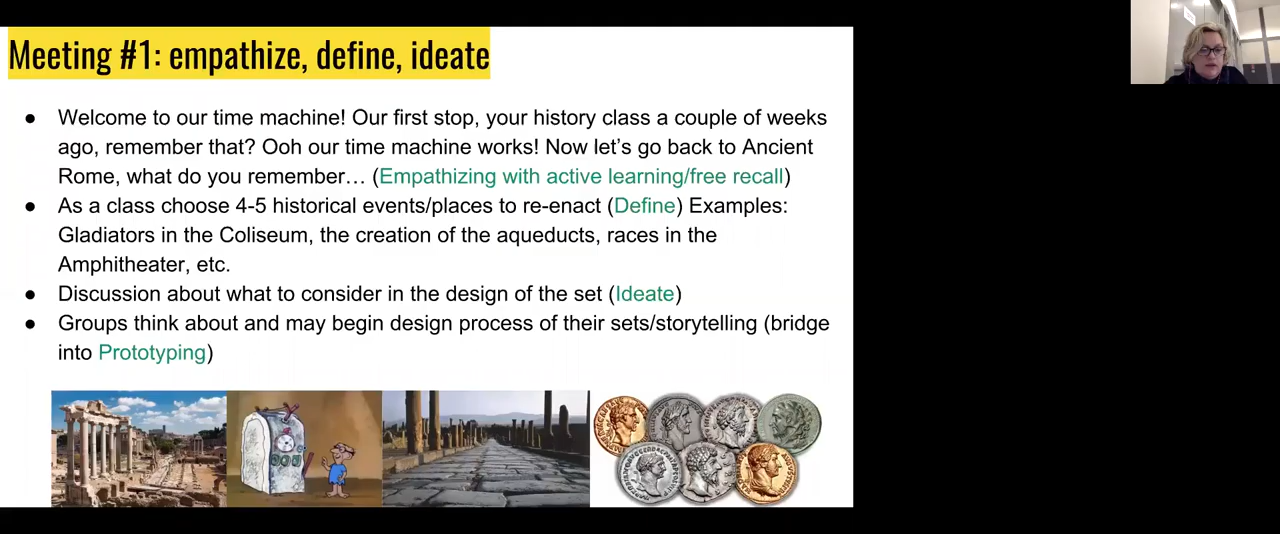 Meeting #1: empathize, define, ideate
● Welcome to our time machine! Our first stop, your history class a couple of weeks
ago, remember that? Ooh our time machine works! Now let's go back to Ancient
Rome, what do you remember… (Empathizing with active learning/free recall)
● As a class choose 4-5 historical events/places to re-enact (Define) Examples:
Gladiators in the Coliseum, the creation of the aqueducts, races in the
Amphitheater, etc.
● Discussion about what to consider in the design of the set (Ideate)
● Groups think about and may begin design process of their sets/storytelling (bridge
into Prototyping)